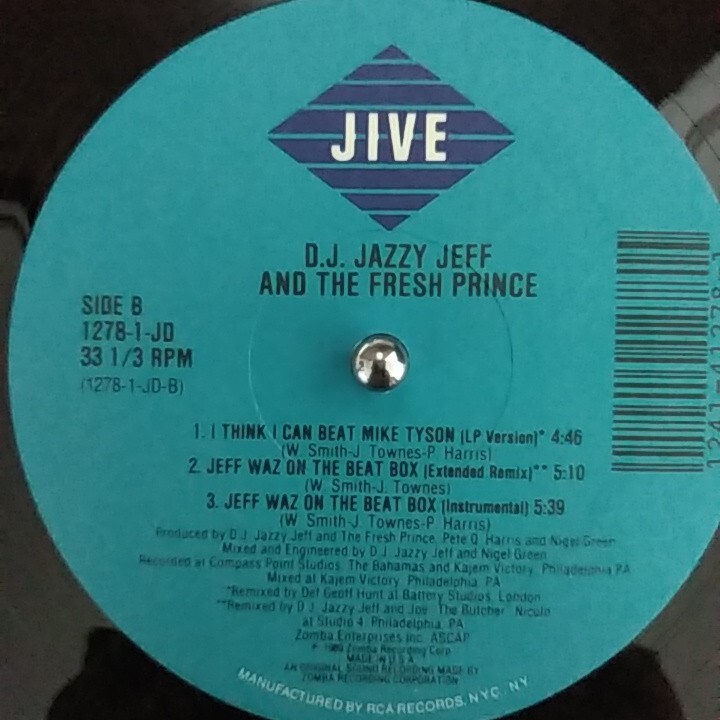 JIVE
D.J. JAZZY JEFF
AND THE FRESH PRINCE
SIDE B
1278-1-JD
33 1/3 RPM
(1278-1-JD-B)
1. I THINK I CAN BEAT MIKE TYSON (LP Version)* 4:46
(W. Smith-J. Townes-P. Harris)
2. JEFF WAZ ON THE BEAT BOX (Extended Remix)** 5:10
(W. Smith-J. Townes)
3. JEFF WAZ ON THE BEAT BOX (Instrumental) 5:39
(W. Smith-J. Townes-P. Harris)
Produced by D.J. Jazzy Jeff and The Fresh Prince, Pete Q. Harris and Nigel Green
Mixed and Engineered by D.J. Jazzy Jeff and Nigel Green
Recorded at Compass Point Studios, The Bahamas and Kajem Victory, Philadelphia PA
Mixed at Kajem Victory, Philadelphia, PA
*Remixed by Def Geoff Hunt at Battery Studios, London
**Remixed by D.J. Jazzy Jeff and Joe "The Butcher" Nicolo
at Studio 4, Philadelphia, PA
Zomba Enterprises Inc. ASCAP
℗ 1989 Zomba Recording Corp.
MADE IN U.S.A.
AN ORIGINAL SOUND RECORDING MADE BY
ZOMBA RECORDING CORPORATION
MANUFACTURED BY RCA RECORDS, NYC, NY